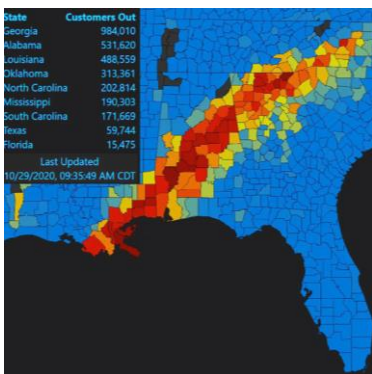 State Customers Out
Georgia 984,010
Alabama 531,620
Louisiana 488,559
Oklahoma 313,361
North Carolina 202,814
Mississippi 190,303
South Carolina 171,669
Texas 59,744
Florida 15,475
Last Updated
10/29/2020, 09:35:49 AM CDT